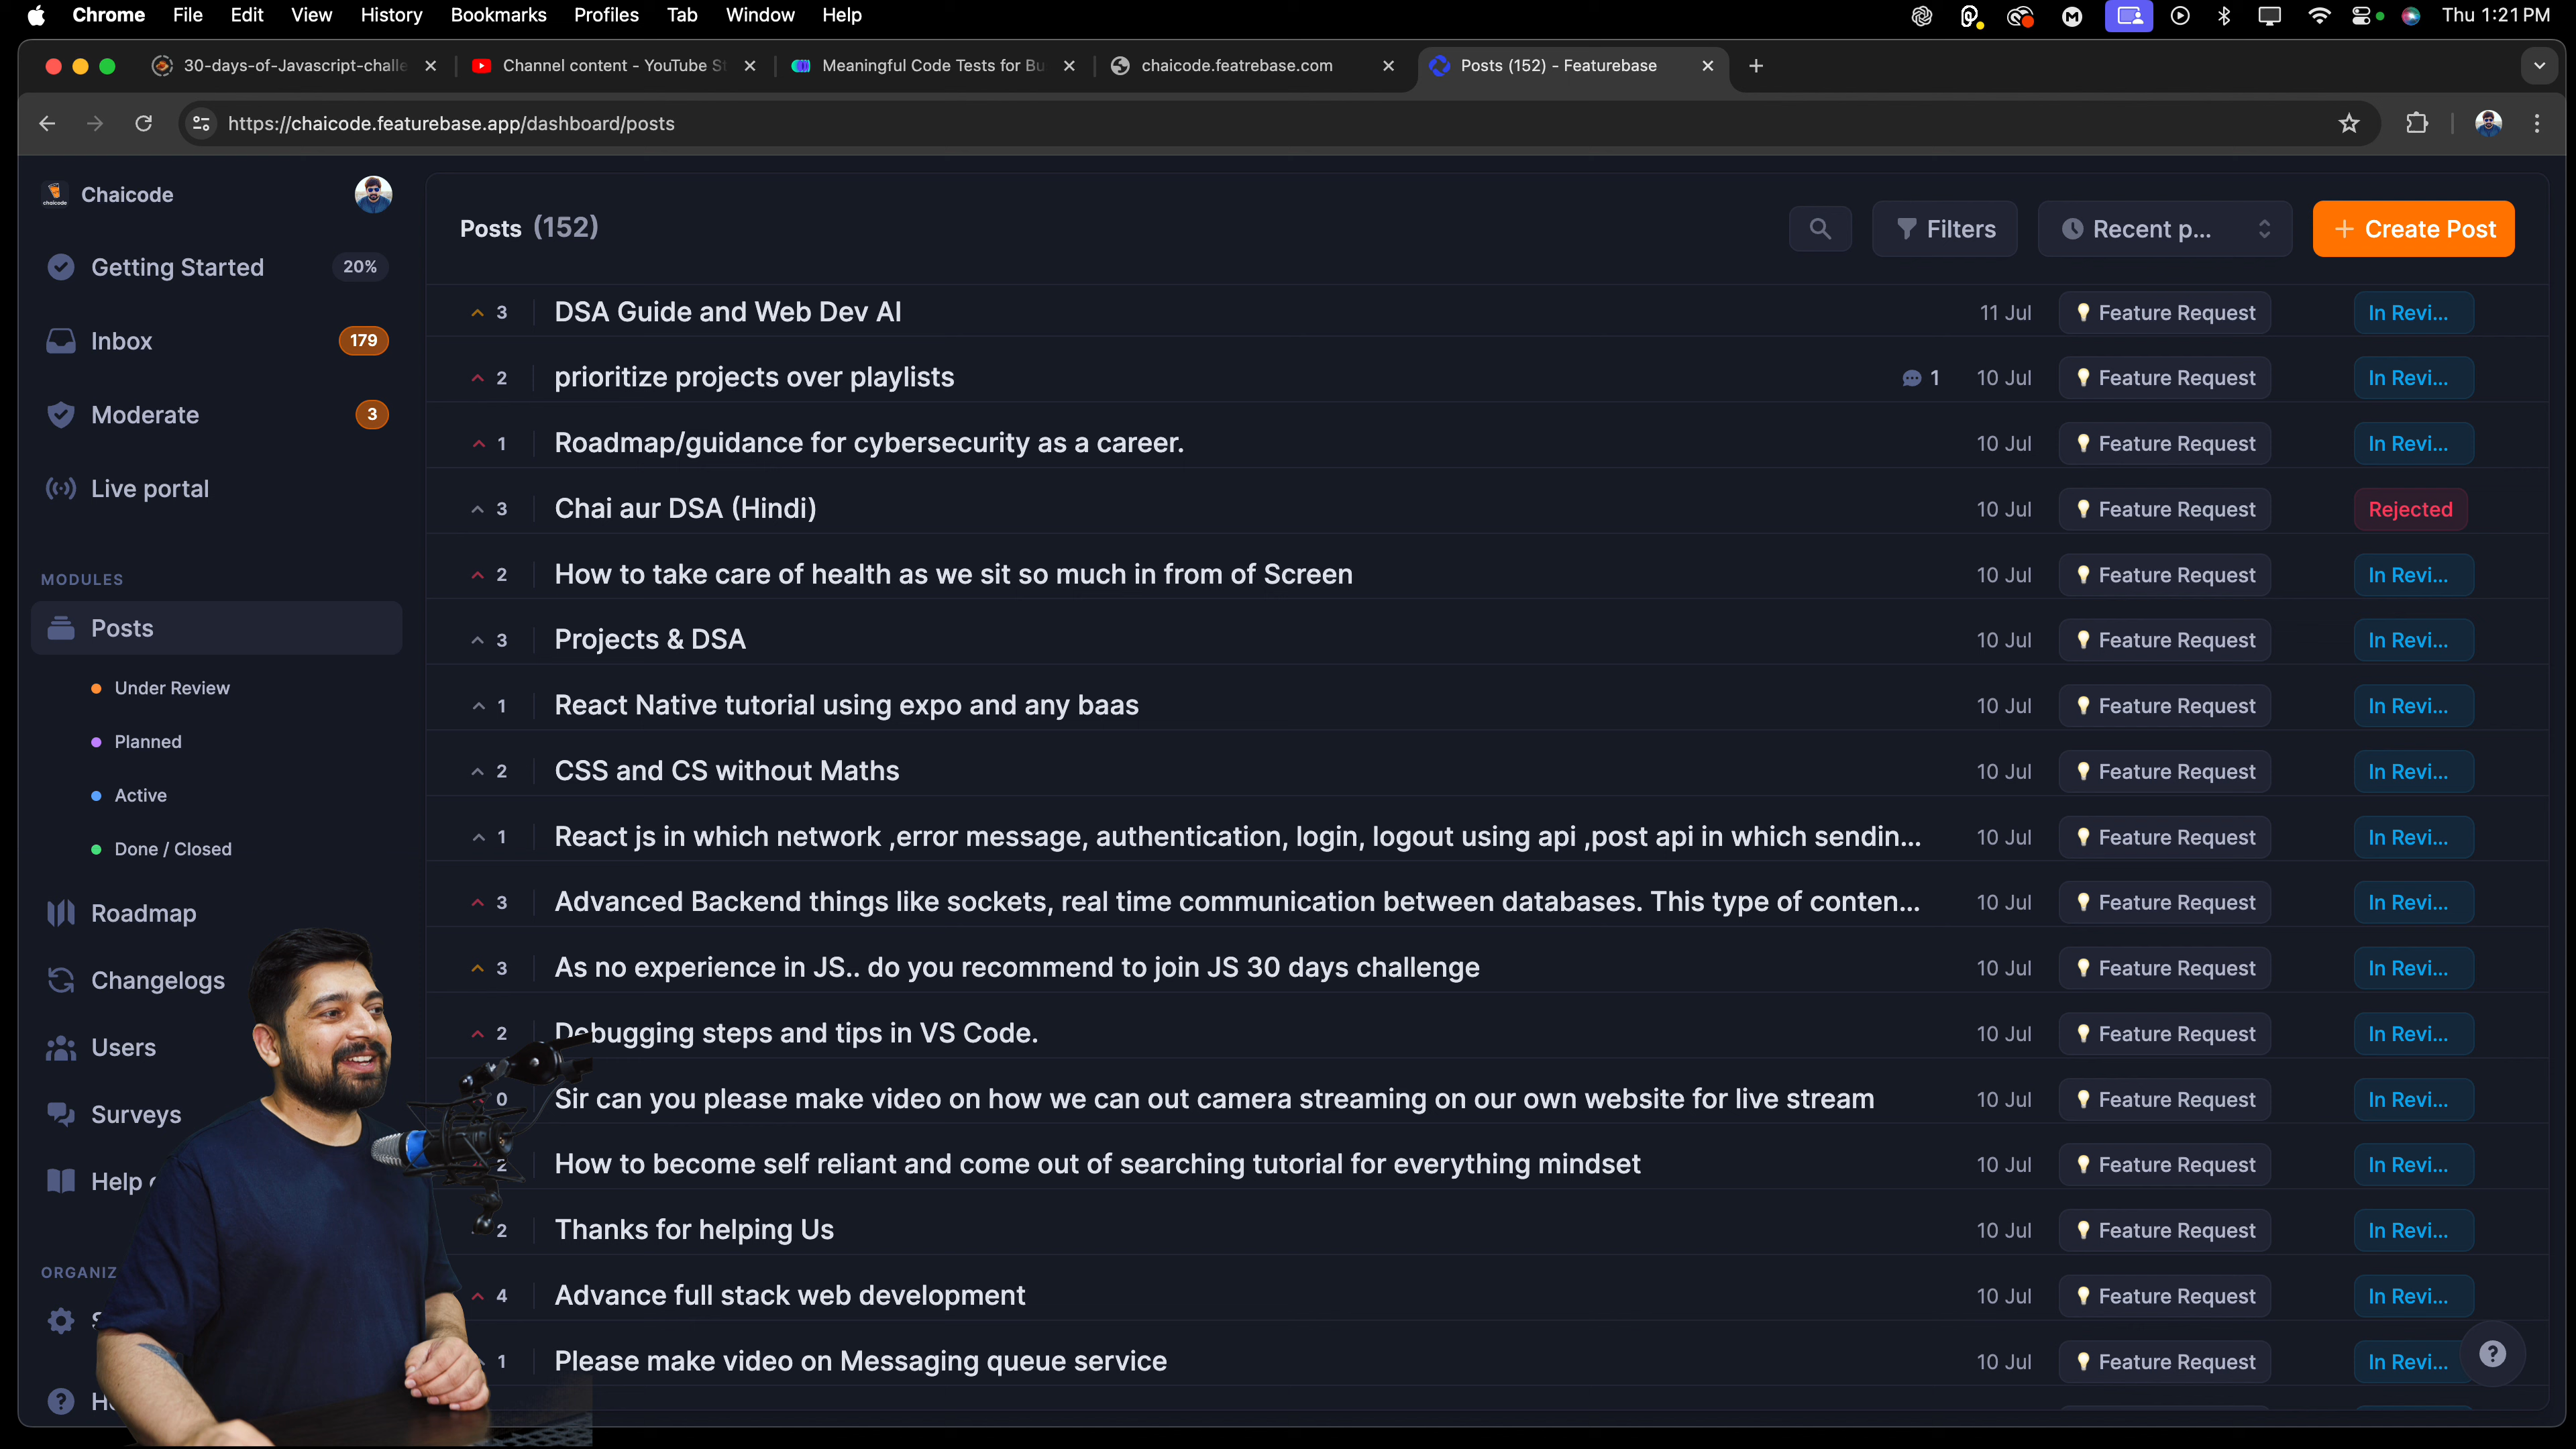 Chrome File Edit View History Bookmarks Profiles Tab Window Help Thu 1:21 PM
30-days-of-Javascript-challe Channel content - YouTube St Meaningful Code Tests for Bu chaicode.featrebase.com Posts (152) - Featurebase
https://chaicode.featurebase.app/dashboard/posts
chaicode Chaicode
Getting Started 20%
Inbox 179
Moderate 3
Live portal
MODULES
Posts
Under Review
Planned
Active
Done / Closed
Roadmap
Changelogs
Users
Surveys
Help
ORGANIZ
Posts (152) Filters Recent p... + Create Post
3 DSA Guide and Web Dev AI 11 Jul Feature Request In Revi...
2 prioritize projects over playlists 1 10 Jul Feature Request In Revi...
1 Roadmap/guidance for cybersecurity as a career. 10 Jul Feature Request In Revi...
3 Chai aur DSA (Hindi) 10 Jul Feature Request Rejected
2 How to take care of health as we sit so much in from of Screen 10 Jul Feature Request In Revi...
3 Projects & DSA 10 Jul Feature Request In Revi...
1 React Native tutorial using expo and any baas 10 Jul Feature Request In Revi...
2 CSS and CS without Maths 10 Jul Feature Request In Revi...
1 React js in which network ,error message, authentication, login, logout using api ,post api in which sendin... 10 Jul Feature Request In Revi...
3 Advanced Backend things like sockets, real time communication between databases. This type of conten... 10 Jul Feature Request In Revi...
3 As no experience in JS.. do you recommend to join JS 30 days challenge 10 Jul Feature Request In Revi...
2 Debugging steps and tips in VS Code. 10 Jul Feature Request In Revi...
0 Sir can you please make video on how we can out camera streaming on our own website for live stream 10 Jul Feature Request In Revi...
2 How to become self reliant and come out of searching tutorial for everything mindset 10 Jul Feature Request In Revi...
2 Thanks for helping Us 10 Jul Feature Request In Revi...
4 Advance full stack web development 10 Jul Feature Request In Revi...
1 Please make video on Messaging queue service 10 Jul Feature Request In Revi...